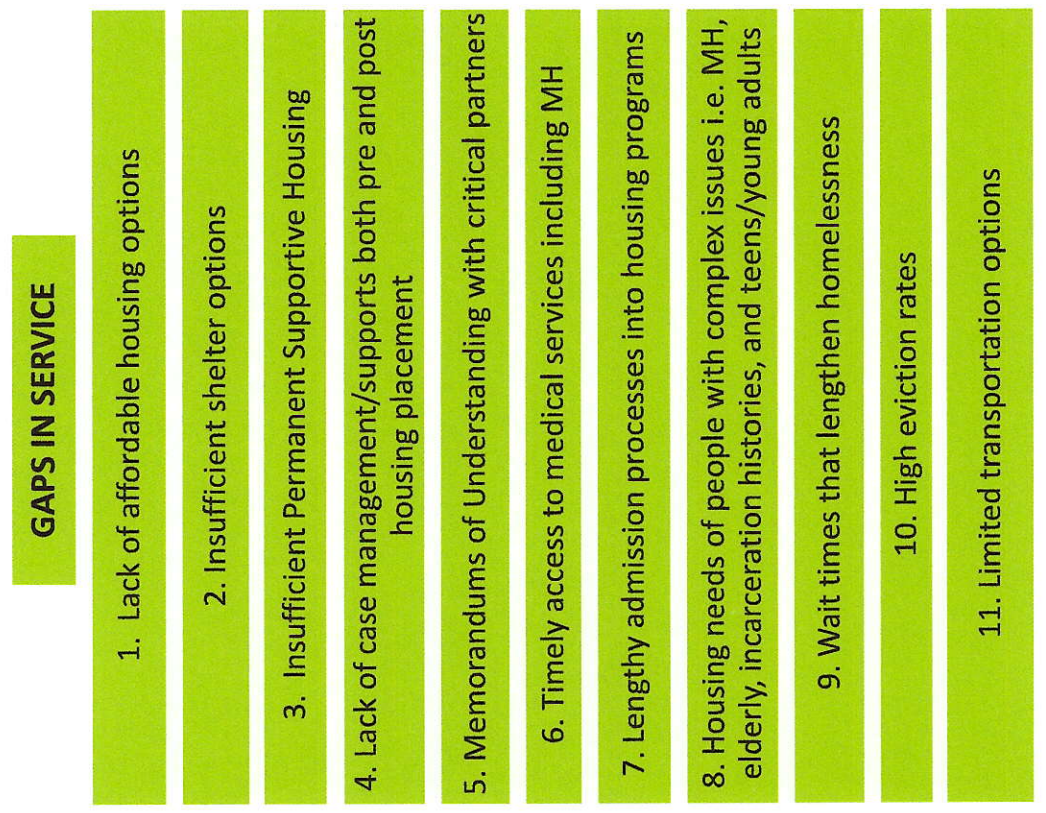 GAPS IN SERVICE
1. Lack of affordable housing options
2. Insufficient shelter options
3. Insufficient Permanent Supportive Housing
4. Lack of case management/supports both pre and post
housing placement
5. Memorandums of Understanding with critical partners
6. Timely access to medical services including MH
7. Lengthy admission processes into housing programs
8. Housing needs of people with complex issues i.e. MH,
elderly, incarceration histories, and teens/young adults
9. Wait times that lengthen homelessness
10. High eviction rates
11. Limited transportation options